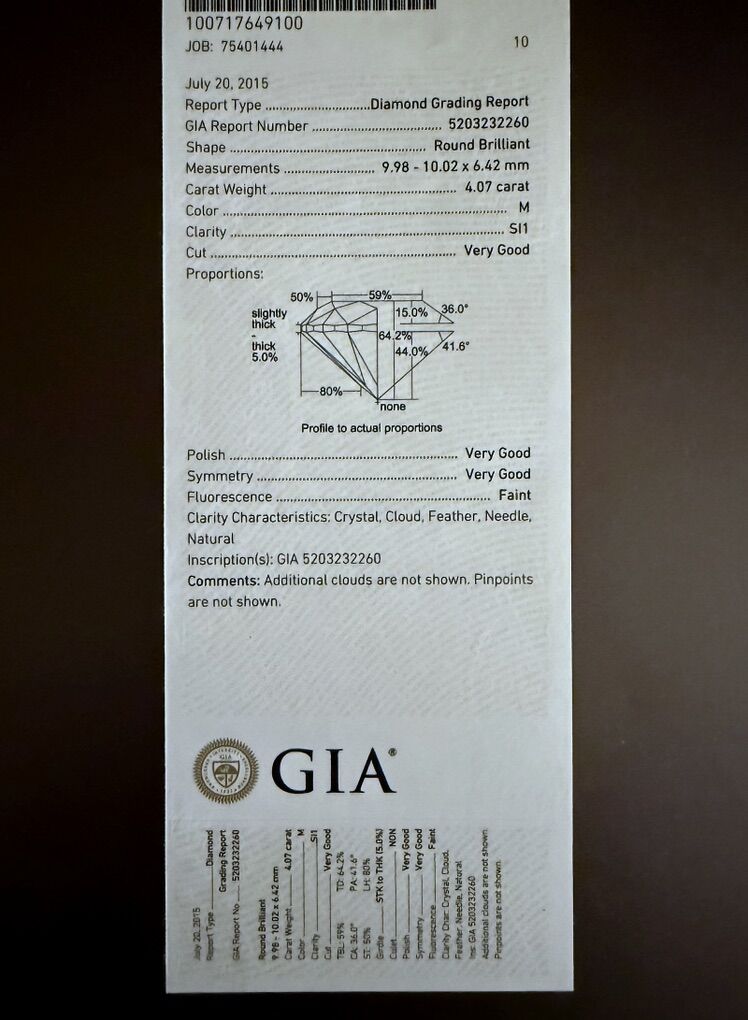 100717649100
JOB: 75401444 10
July 20, 2015
Report Type ........................ Diamond Grading Report
GIA Report Number ........................ 5203232260
Shape ........................ Round Brilliant
Measurements ........................ 9.98 - 10.02 x 6.42 mm
Carat Weight ........................ 4.07 carat
Color ........................ M
Clarity ........................ SI1
Cut ........................ Very Good
Proportions:
50% 59%
slightly
thick
-
thick
5.0%
15.0% 36.0°
64.2%
44.0% 41.6°
80%
none
Profile to actual proportions
Polish ........................ Very Good
Symmetry ........................ Very Good
Fluorescence ........................ Faint
Clarity Characteristics: Crystal, Cloud, Feather, Needle,
Natural
Inscription(s): GIA 5203232260
Comments: Additional clouds are not shown. Pinpoints
are not shown.
GIA
GIA®
July 20, 2015
Report Type ........ Diamond
Grading Report
GIA Report No. .... 5203232260
Round Brilliant
9.98 - 10.02 x 6.42 mm
Carat Weight ........ 4.07 carat
Color ........ M
Clarity ........ SI1
Cut ........ Very Good
TBL: 59% TD: 64.2%
CA: 36.0° PA: 41.6°
ST: 50% LH: 80%
Girdle .... STK to THK (5.0%)
Culet ........ NON
Polish ........ Very Good
Symmetry ........ Very Good
Fluorescence ........ Faint
Clarity Char: Crystal, Cloud,
Feather, Needle, Natural
Ins: GIA 5203232260
Additional clouds are not shown.
Pinpoints are not shown.